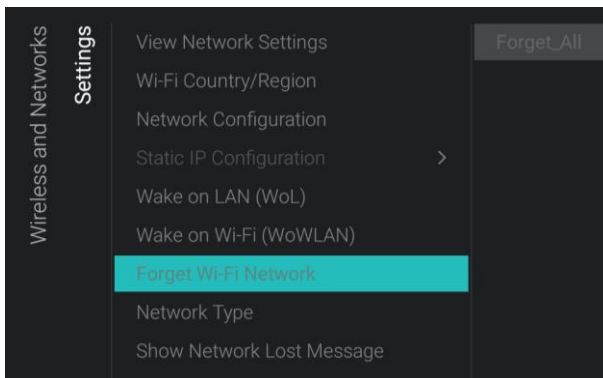 Wireless and Networks
Settings
View Network Settings
Wi-Fi Country/Region
Network Configuration
Static IP Configuration
Wake on LAN (WoL)
Wake on Wi-Fi (WoWLAN)
Forget Wi-Fi Network
Network Type
Show Network Lost Message
Forget_All